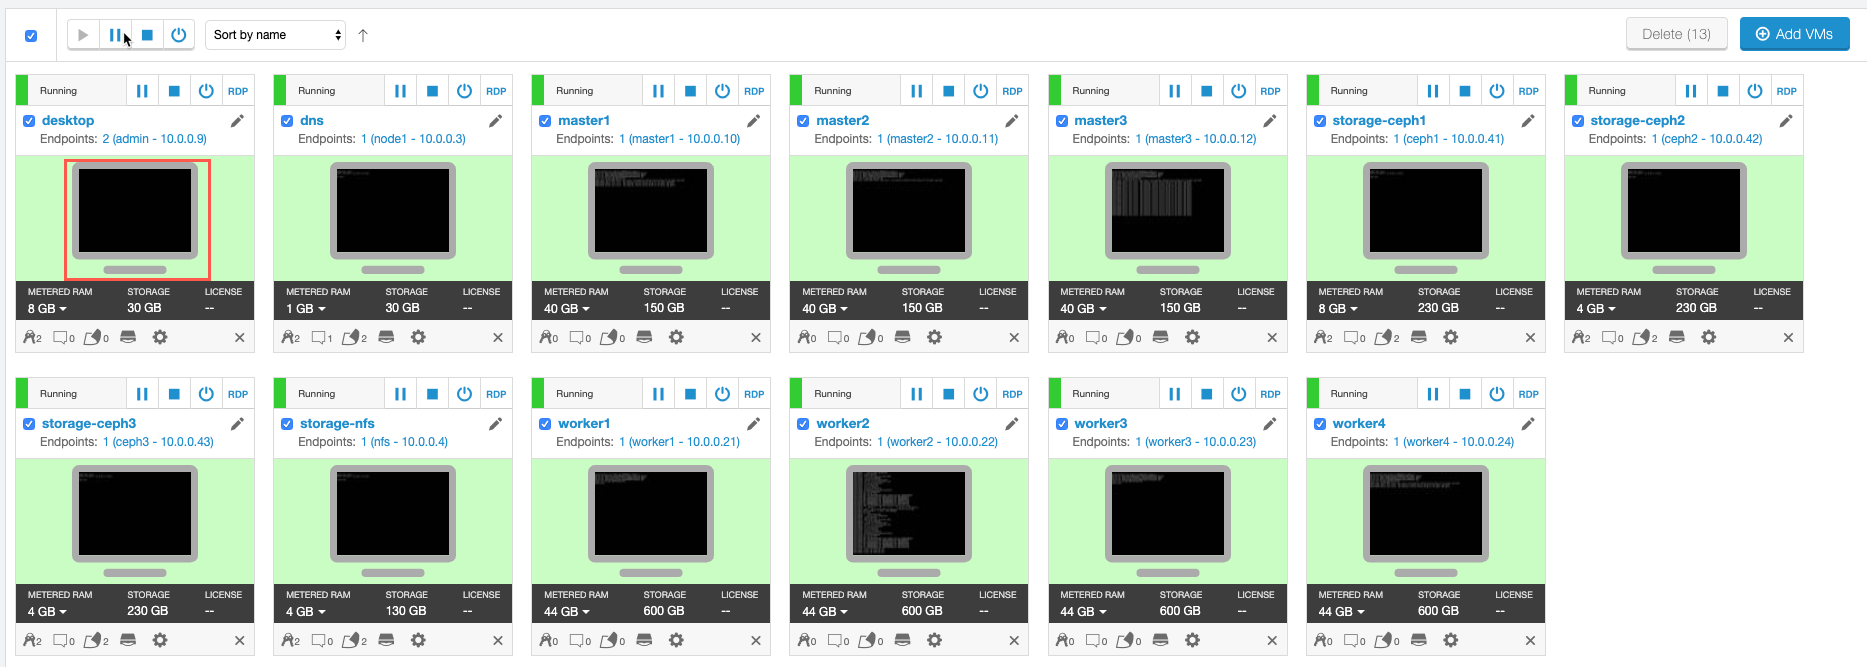 Sort by name
Delete (13)
Add VMs
Running RDP
desktop
Endpoints: 2 (admin - 10.0.0.9)
METERED RAM STORAGE LICENSE
8 GB 30 GB --
2 0 0
Running RDP
dns
Endpoints: 1 (node1 - 10.0.0.3)
METERED RAM STORAGE LICENSE
1 GB 30 GB --
2 1 2
Running RDP
master1
Endpoints: 1 (master1 - 10.0.0.10)
METERED RAM STORAGE LICENSE
40 GB 150 GB --
0 0 0
Running RDP
master2
Endpoints: 1 (master2 - 10.0.0.11)
METERED RAM STORAGE LICENSE
40 GB 150 GB --
0 0 0
Running RDP
master3
Endpoints: 1 (master3 - 10.0.0.12)
METERED RAM STORAGE LICENSE
40 GB 150 GB --
0 0 0
Running RDP
storage-ceph1
Endpoints: 1 (ceph1 - 10.0.0.41)
METERED RAM STORAGE LICENSE
8 GB 230 GB --
2 0 2
Running RDP
storage-ceph2
Endpoints: 1 (ceph2 - 10.0.0.42)
METERED RAM STORAGE LICENSE
4 GB 230 GB --
2 0 2
Running RDP
storage-ceph3
Endpoints: 1 (ceph3 - 10.0.0.43)
METERED RAM STORAGE LICENSE
4 GB 230 GB --
2 0 2
Running RDP
storage-nfs
Endpoints: 1 (nfs - 10.0.0.4)
METERED RAM STORAGE LICENSE
4 GB 130 GB --
2 0 2
Running RDP
worker1
Endpoints: 1 (worker1 - 10.0.0.21)
METERED RAM STORAGE LICENSE
44 GB 600 GB --
0 0 0
Running RDP
worker2
Endpoints: 1 (worker2 - 10.0.0.22)
METERED RAM STORAGE LICENSE
44 GB 600 GB --
0 0 0
Running RDP
worker3
Endpoints: 1 (worker3 - 10.0.0.23)
METERED RAM STORAGE LICENSE
44 GB 600 GB --
0 0 0
Running RDP
worker4
Endpoints: 1 (worker4 - 10.0.0.24)
METERED RAM STORAGE LICENSE
44 GB 600 GB --
0 0 0